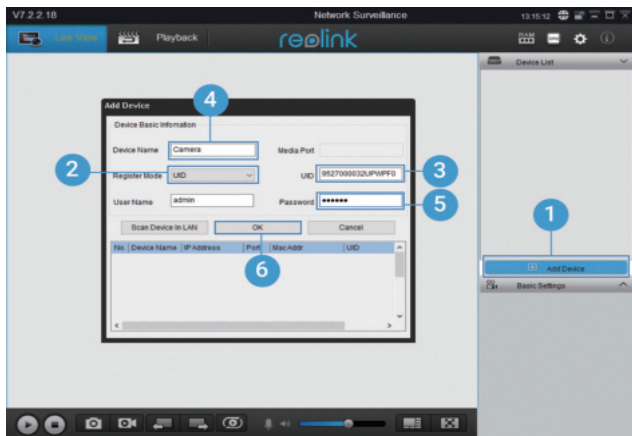 V7.2.2.18 Network Surveillance 13:15:12
Live View Playback reolink
Device List
Add Device
4
Device Basic Infomation
Device Name Camera Media Port
2 Register Mode UID UID 9527000032UPWPF0 3
User Name admin Password ●●●●●● 5
1
Scan Device in LAN OK Cancel
No. Device Name IP Address Port Mac Addr UID
6
Add Device
Basic Settings